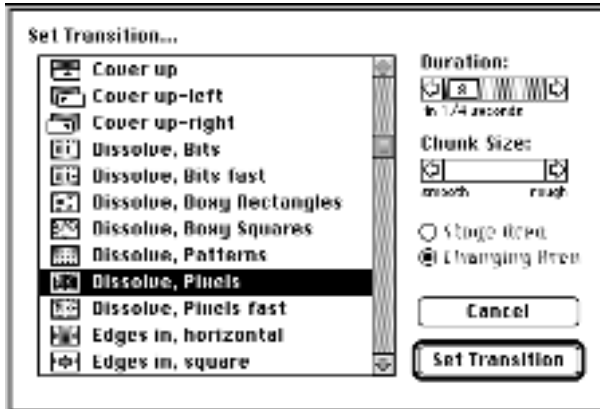 Set Transition...
Cover up
Cover up-left
Cover up-right
Dissolve, Bits
Dissolve, Bits fast
Dissolve, Boxy Rectangles
Dissolve, Boxy Squares
Dissolve, Patterns
Dissolve, Pixels
Dissolve, Pixels fast
Edges in, horizontal
Edges in, square
Duration:
8
in 1/4 seconds
Chunk Size:
smooth rough
Stage Area
Changing Area
Cancel
Set Transition